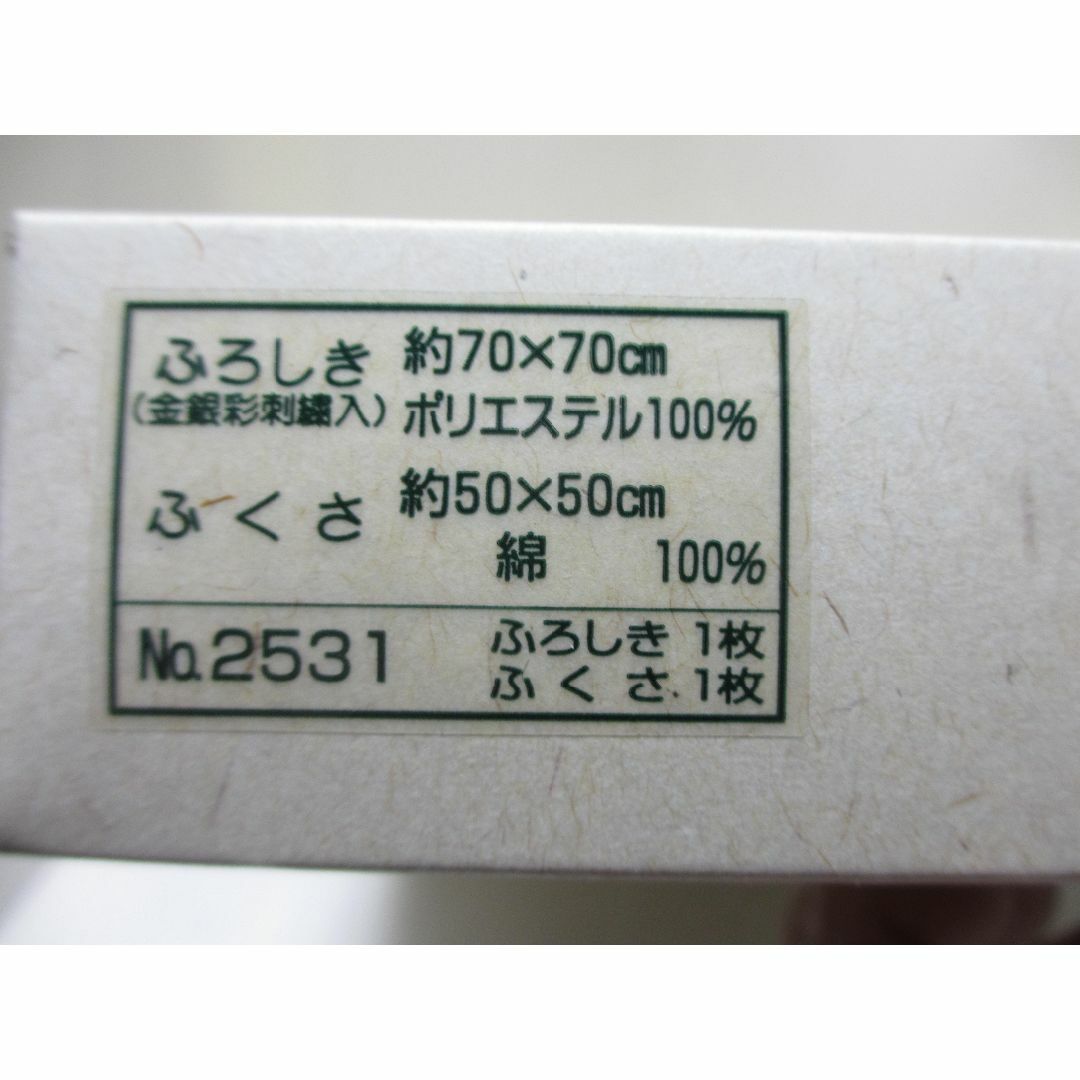 ふろしき 約70×70cm
(金銀彩刺繍入) ポリエステル100%
ふくさ 約50×50cm
綿 100%
No.2531 ふろしき 1枚
ふくさ 1枚